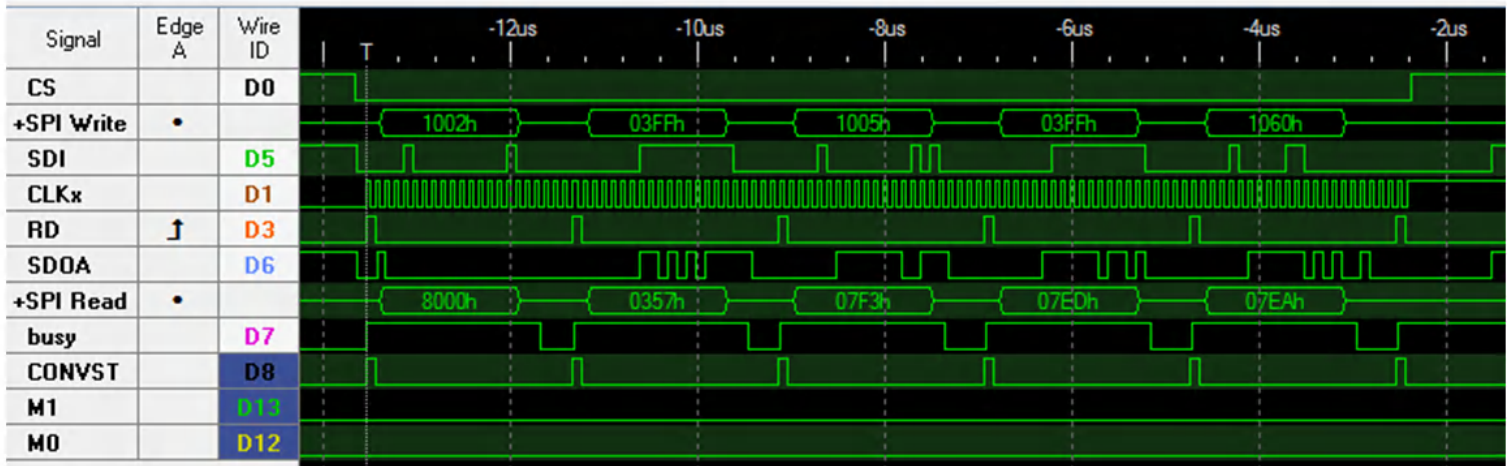 Signal Edge A Wire ID -12us -10us -8us -6us -4us -2us
T
CS D0
+SPI Write • 1002h 03FFh 1005h 03FFh 1060h
SDI D5
CLKx D1
RD D3
SDOA D6
+SPI Read • 8000h 0357h 07F3h 07EDh 07EAh
busy D7
CONVST D8
M1 D13
M0 D12